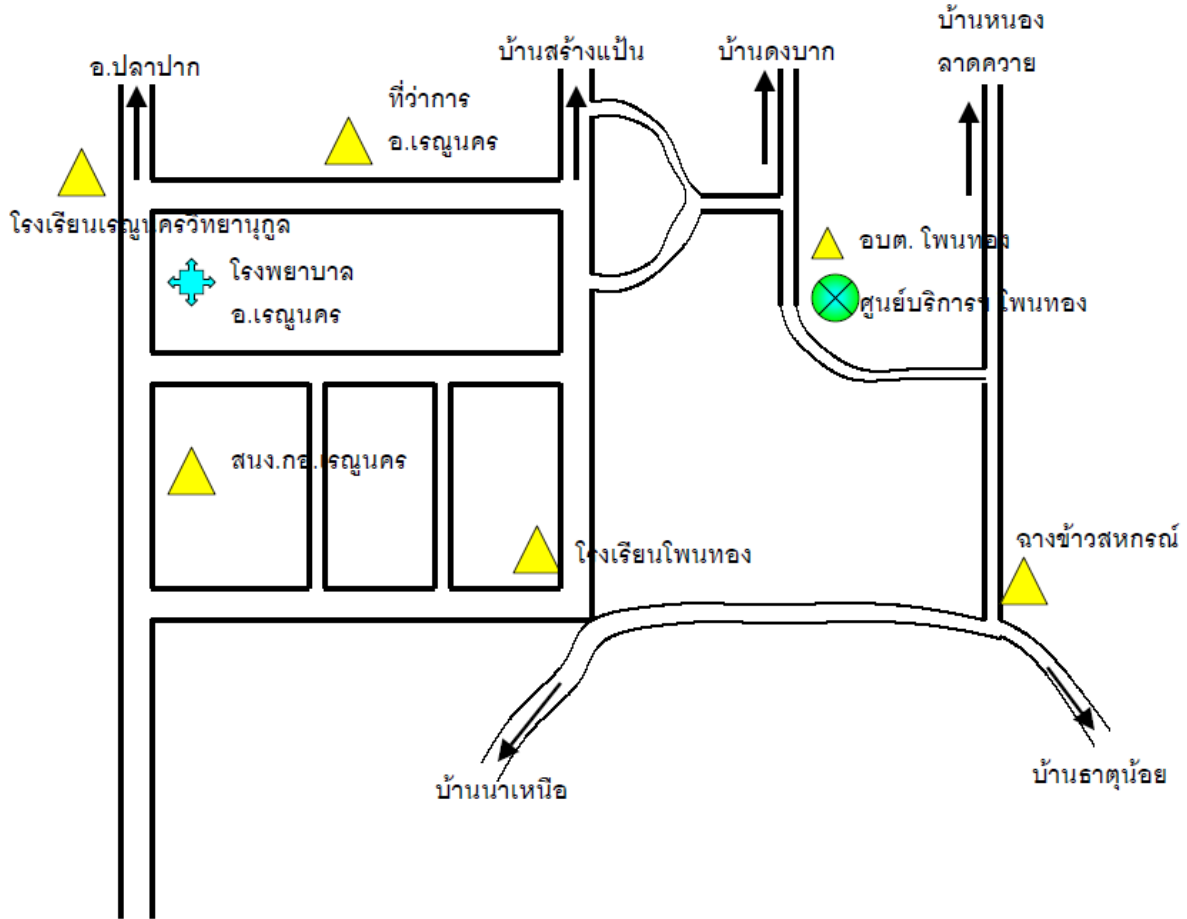 บ้านหนอง
ลาดควาย
บ้านสร้างแป้น
บ้านดงบาก
อ.ปลาปาก
ที่ว่าการ
อ.เรณูนคร
โรงเรียนเรณูนครวิทยานุกูล
อบต. โพนทอง
โรงพยาบาล
อ.เรณูนคร
ศูนย์บริการฯ โพนทอง
สนง.กอ.เรณูนคร
โรงเรียนโพนทอง
ฉางข้าวสหกรณ์
บ้านนาเหนือ
บ้านธาตุน้อย